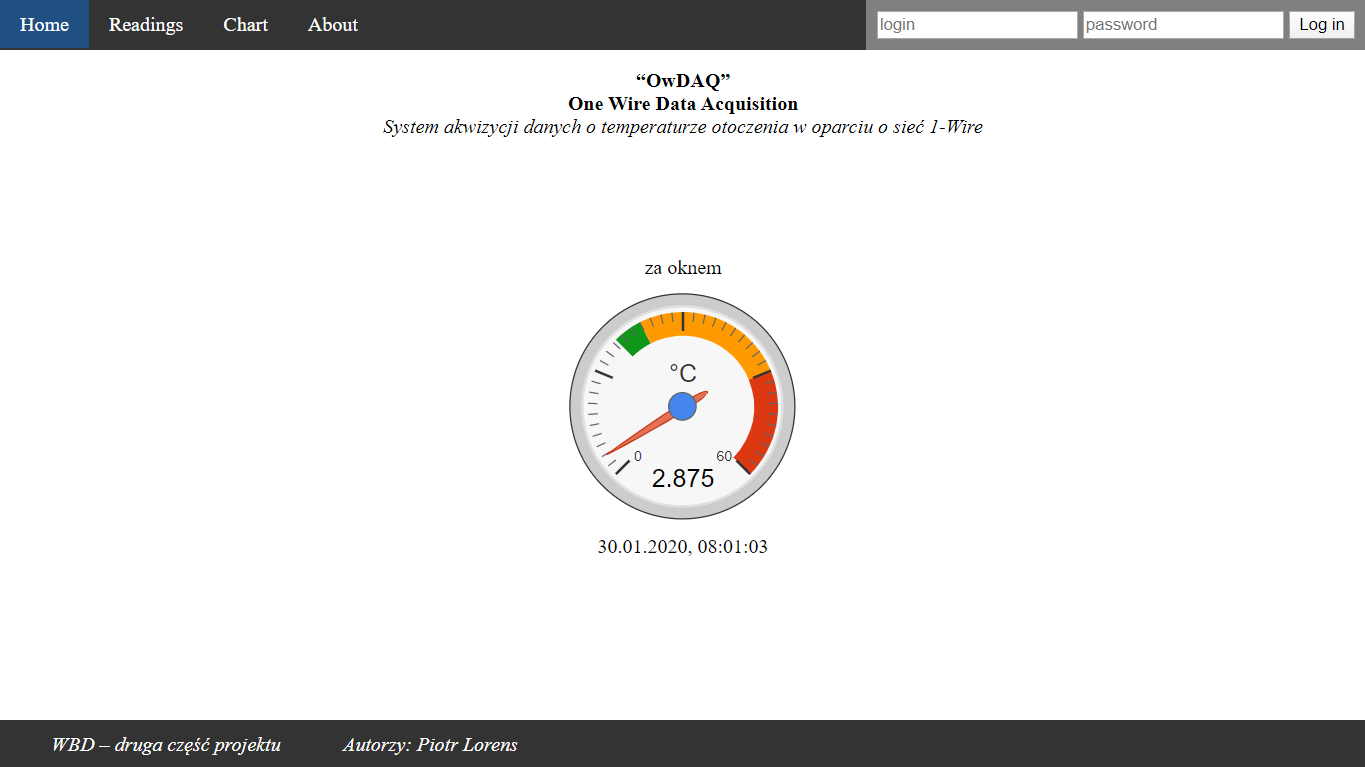 Home Readings Chart About login password Log in
“OwDAQ”
One Wire Data Acquisition
System akwizycji danych o temperaturze otoczenia w oparciu o sieć 1-Wire
za oknem
°C
0 60
2.875
30.01.2020, 08:01:03
WBD – druga część projektu Autorzy: Piotr Lorens